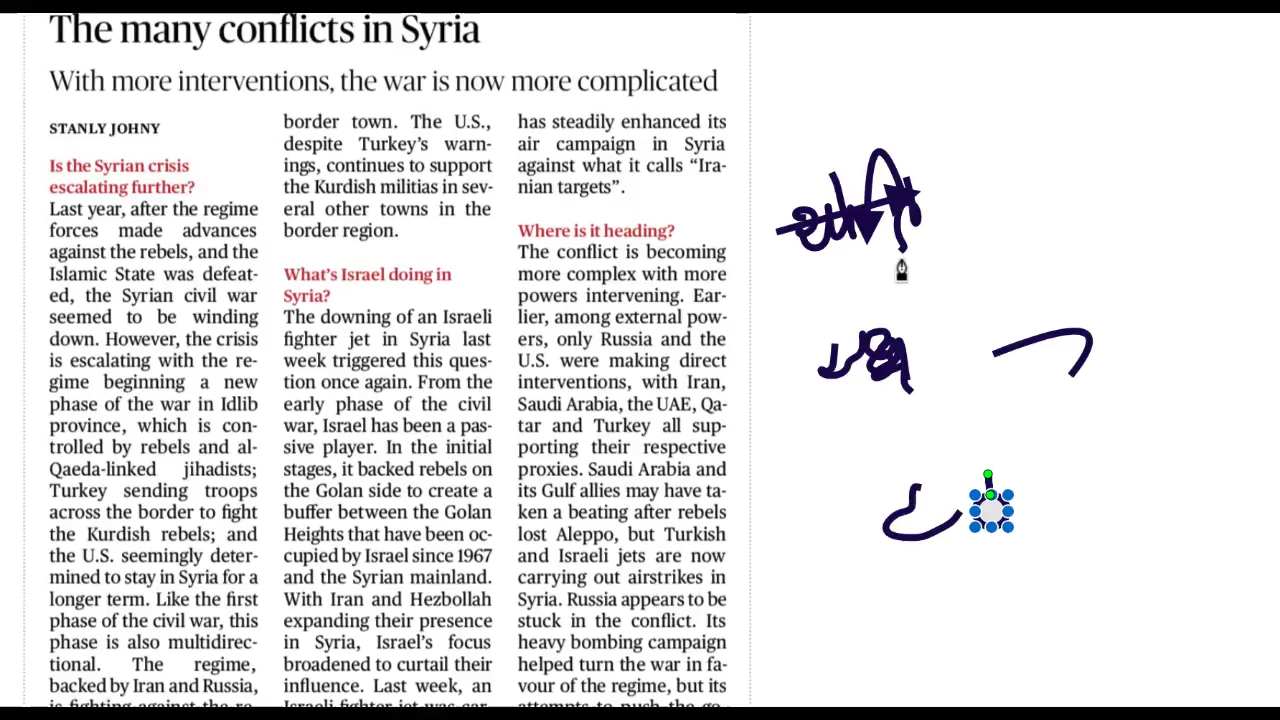 The many conflicts in Syria
With more interventions, the war is now more complicated
STANLY JOHNY
Is the Syrian crisis
escalating further?
Last year, after the regime
forces made advances
against the rebels, and the
Islamic State was defeat-
ed, the Syrian civil war
seemed to be winding
down. However, the crisis
is escalating with the re-
gime beginning a new
phase of the war in Idlib
province, which is con-
trolled by rebels and al-
Qaeda-linked jihadists;
Turkey sending troops
across the border to fight
the Kurdish rebels; and
the U.S. seemingly deter-
mined to stay in Syria for a
longer term. Like the first
phase of the civil war, this
phase is also multidirec-
tional. The regime,
backed by Iran and Russia,
is fighting against the re-
border town. The U.S.,
despite Turkey's warn-
ings, continues to support
the Kurdish militias in sev-
eral other towns in the
border region.
What's Israel doing in
Syria?
The downing of an Israeli
fighter jet in Syria last
week triggered this ques-
tion once again. From the
early phase of the civil
war, Israel has been a pas-
sive player. In the initial
stages, it backed rebels on
the Golan side to create a
buffer between the Golan
Heights that have been oc-
cupied by Israel since 1967
and the Syrian mainland.
With Iran and Hezbollah
expanding their presence
in Syria, Israel's focus
broadened to curtail their
influence. Last week, an
Israeli fighter jet was car-
has steadily enhanced its
air campaign in Syria
against what it calls “Ira-
nian targets”.
Where is it heading?
The conflict is becoming
more complex with more
powers intervening. Ear-
lier, among external pow-
ers, only Russia and the
U.S. were making direct
interventions, with Iran,
Saudi Arabia, the UAE, Qa-
tar and Turkey all sup-
porting their respective
proxies. Saudi Arabia and
its Gulf allies may have ta-
ken a beating after rebels
lost Aleppo, but Turkish
and Israeli jets are now
carrying out airstrikes in
Syria. Russia appears to be
stuck in the conflict. Its
heavy bombing campaign
helped turn the war in fa-
vour of the regime, but its
attempts to push the go-